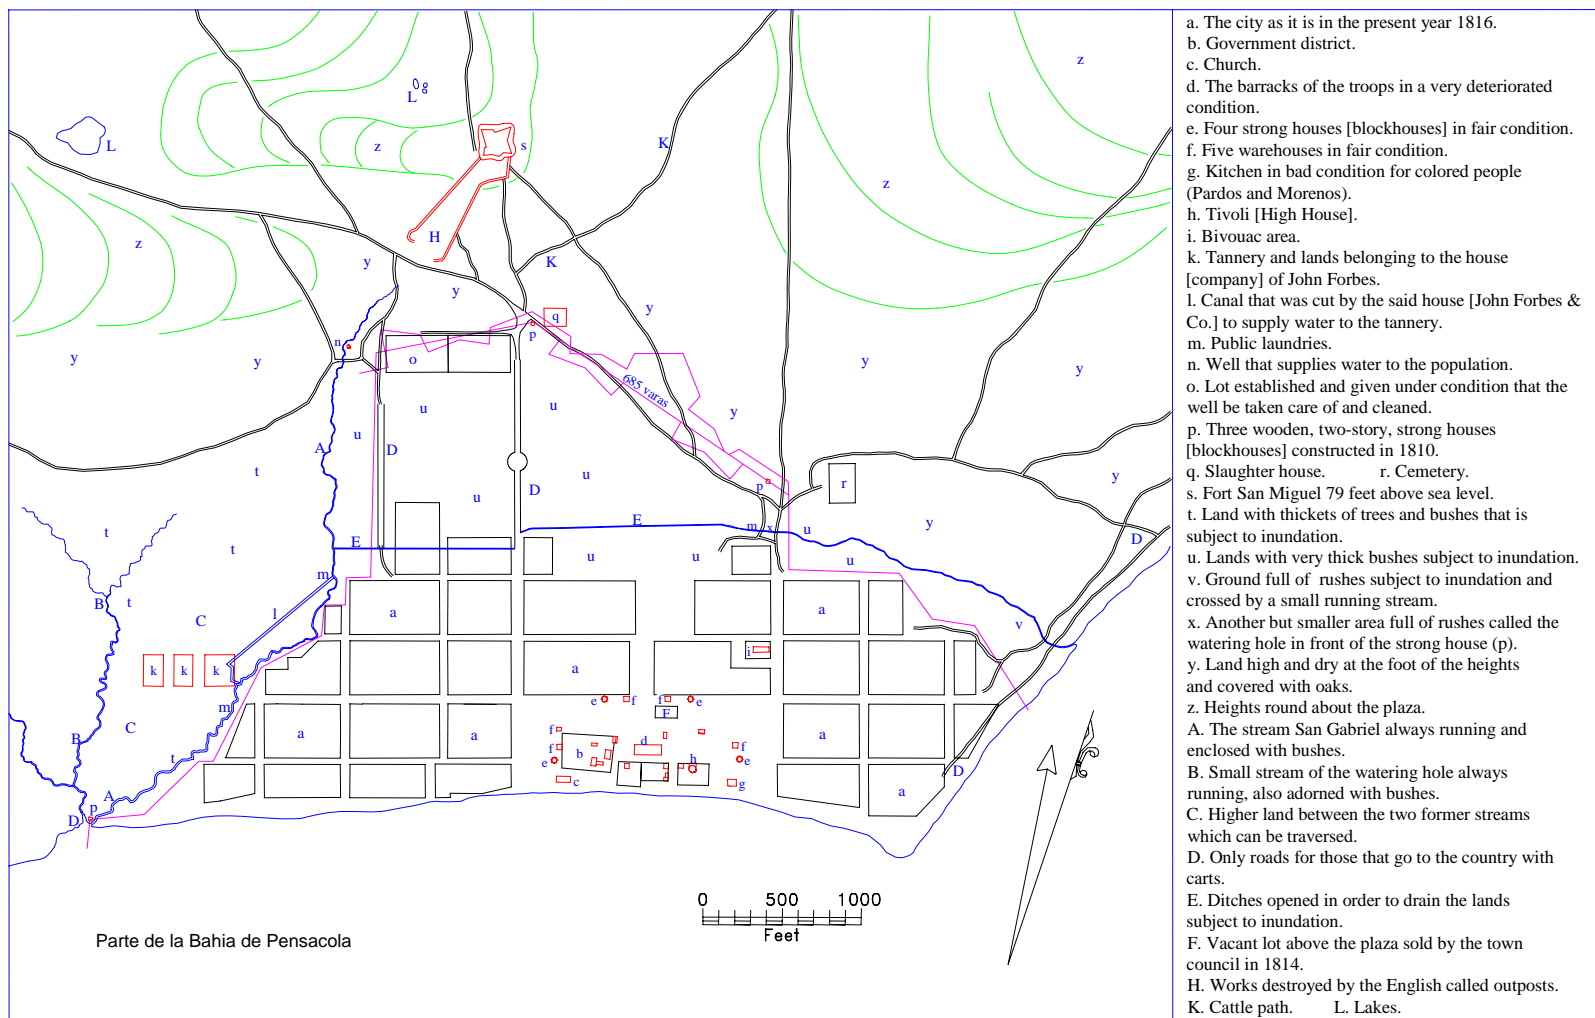 z
z
z
z
L
L
s
K
K
H
y
y
y
y
y
y
y
y
y
y
q
p
n
o
685 varas
u
u
u
u
u
u
u
u
u
A
D
D
t
t
t
t
t
p
r
E
E
m
x
D
B
C
l
m
a
a
v
i
k
k
k
a
C
m
e
f
f
e
F
B
a
a
f
f
b
d
f
e
h
a
t
e
c
g
D
a
A
p
D
0 500 1000
Feet
Parte de la Bahia de Pensacola
a. The city as it is in the present year 1816.
b. Government district.
c. Church.
d. The barracks of the troops in a very deteriorated
condition.
e. Four strong houses [blockhouses] in fair condition.
f. Five warehouses in fair condition.
g. Kitchen in bad condition for colored people
(Pardos and Morenos).
h. Tivoli [High House].
i. Bivouac area.
k. Tannery and lands belonging to the house
[company] of John Forbes.
l. Canal that was cut by the said house [John Forbes &
Co.] to supply water to the tannery.
m. Public laundries.
n. Well that supplies water to the population.
o. Lot established and given under condition that the
well be taken care of and cleaned.
p. Three wooden, two-story, strong houses
[blockhouses] constructed in 1810.
q. Slaughter house. r. Cemetery.
s. Fort San Miguel 79 feet above sea level.
t. Land with thickets of trees and bushes that is
subject to inundation.
u. Lands with very thick bushes subject to inundation.
v. Ground full of rushes subject to inundation and
crossed by a small running stream.
x. Another but smaller area full of rushes called the
watering hole in front of the strong house (p).
y. Land high and dry at the foot of the heights
and covered with oaks.
z. Heights round about the plaza.
A. The stream San Gabriel always running and
enclosed with bushes.
B. Small stream of the watering hole always
running, also adorned with bushes.
C. Higher land between the two former streams
which can be traversed.
D. Only roads for those that go to the country with
carts.
E. Ditches opened in order to drain the lands
subject to inundation.
F. Vacant lot above the plaza sold by the town
council in 1814.
H. Works destroyed by the English called outposts.
K. Cattle path. L. Lakes.